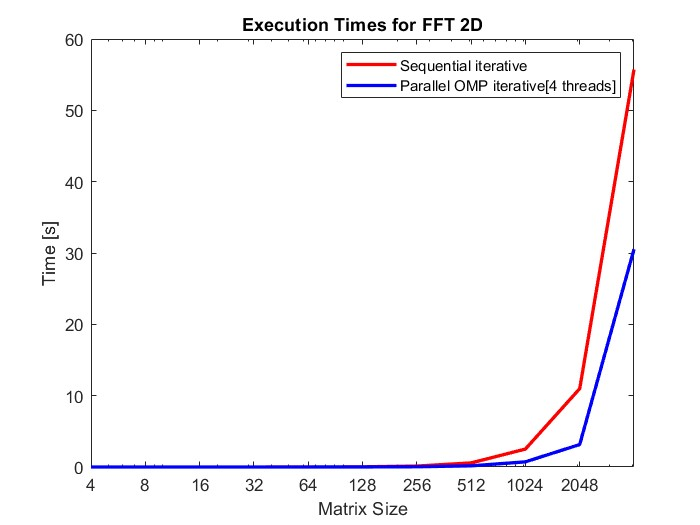 Execution Times for FFT 2D
Sequential iterative
Parallel OMP iterative[4 threads]
60
50
40
30
20
10
0
Time [s]
4 8 16 32 64 128 256 512 1024 2048
Matrix Size